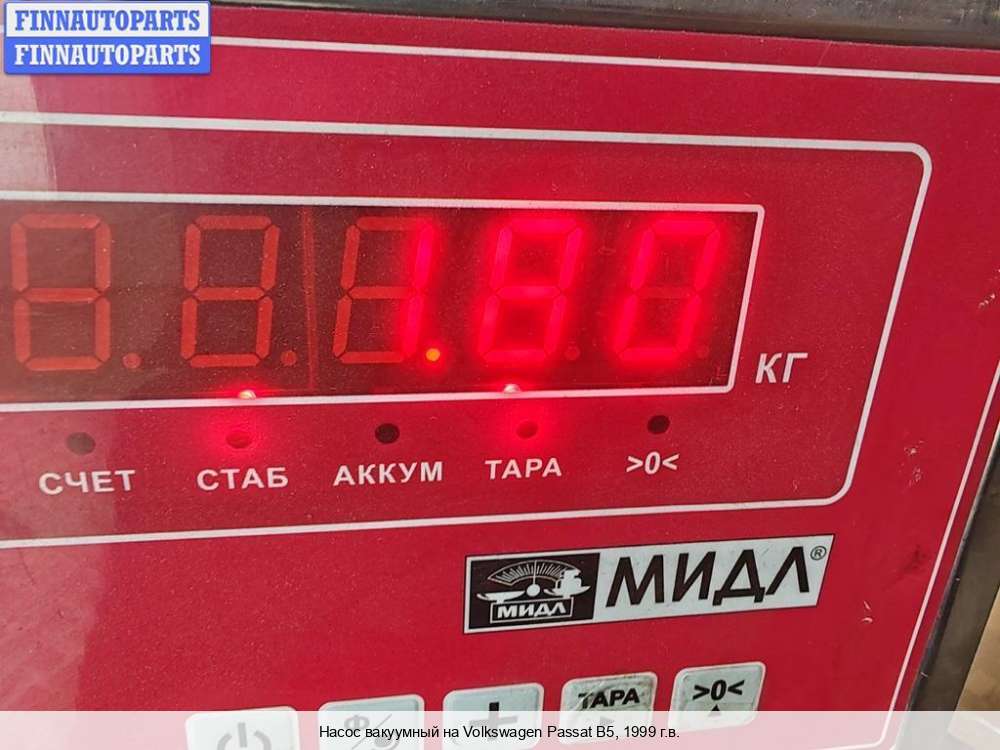 FINNAUTOPARTS
FINNAUTOPARTS
1.80
КГ
СЧЕТ СТАБ АККУМ ТАРА >0<
МИДЛ МИДЛ®
ТАРА >0<
Насос вакуумный на Volkswagen Passat B5, 1999 г.в.